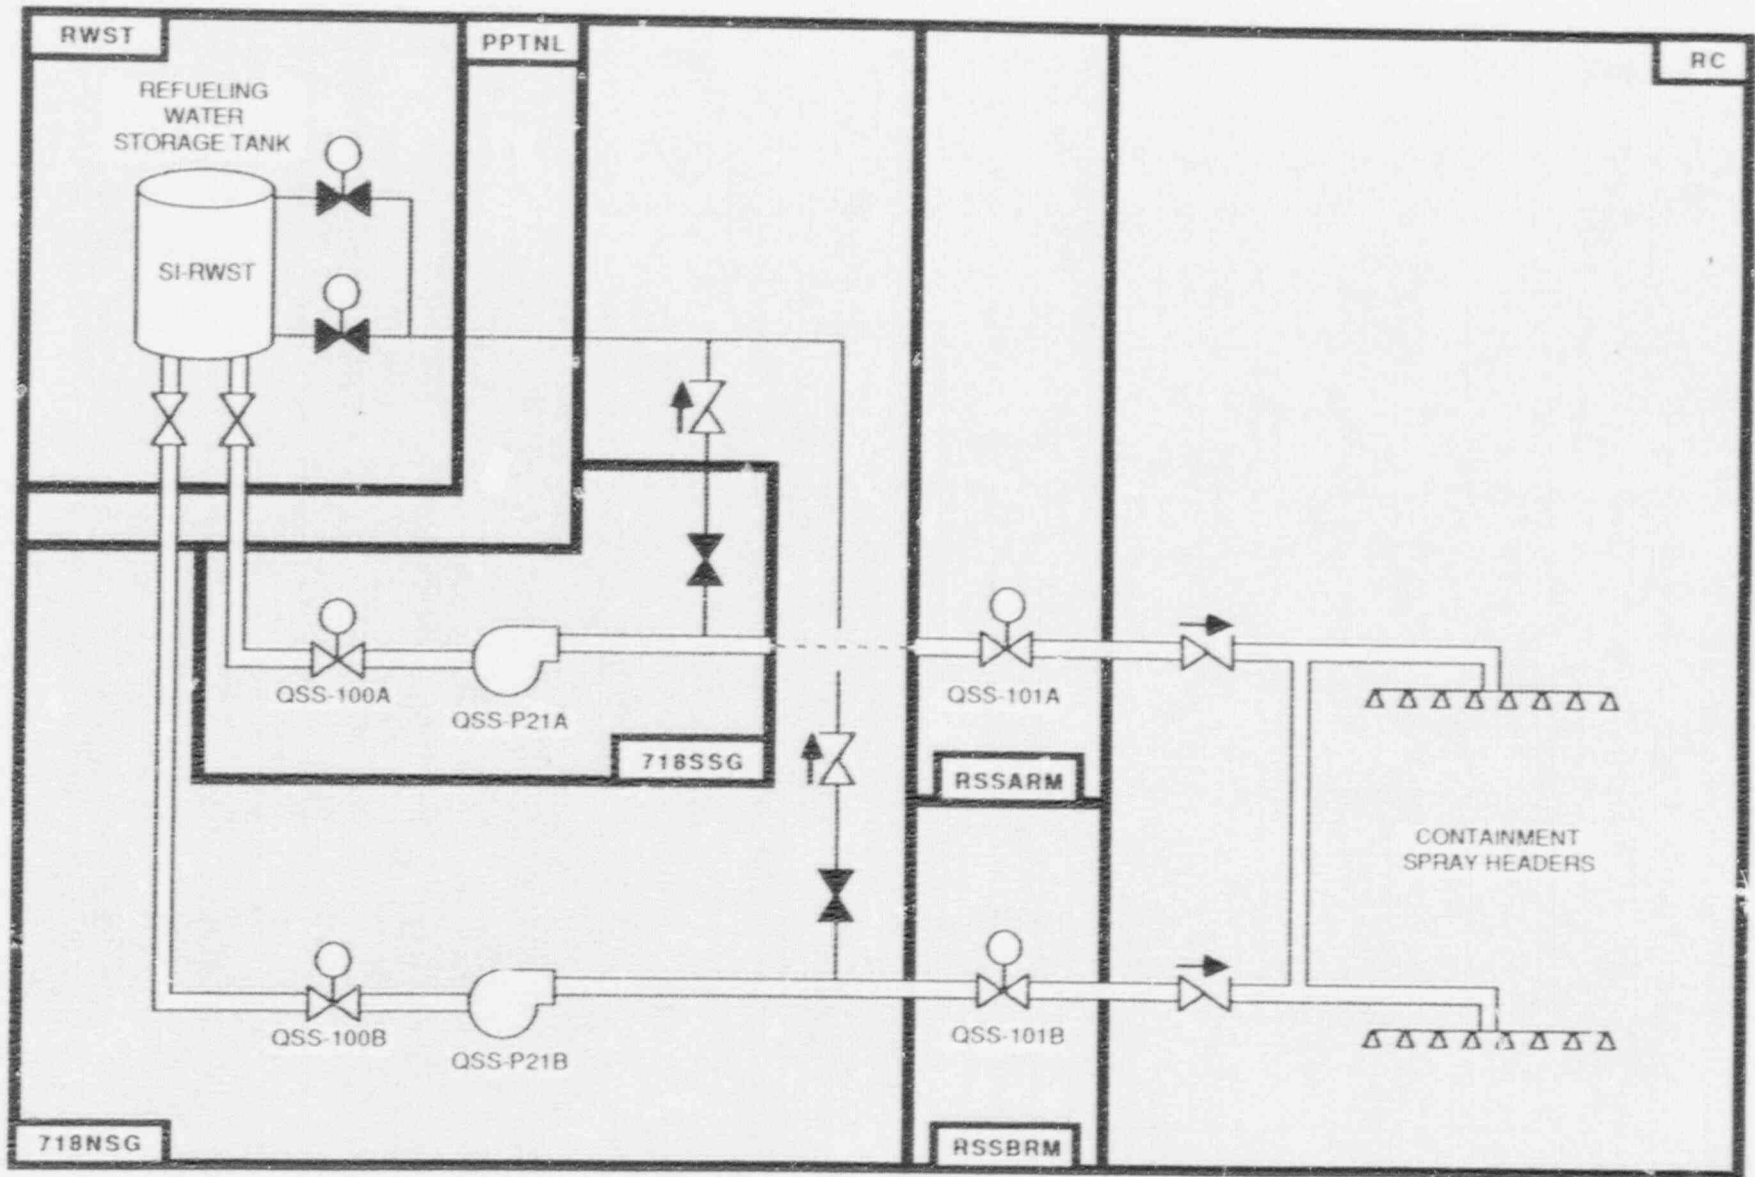 RWST
PPTNL
RC
REFUELING
WATER
STORAGE TANK
SI-RWST
QSS-100A
QSS-P21A
QSS-101A
718SSG
RSSARM
CONTAINMENT
SPRAY HEADERS
QSS-100B
QSS-P21B
QSS-101B
718NSG
RSSBRM